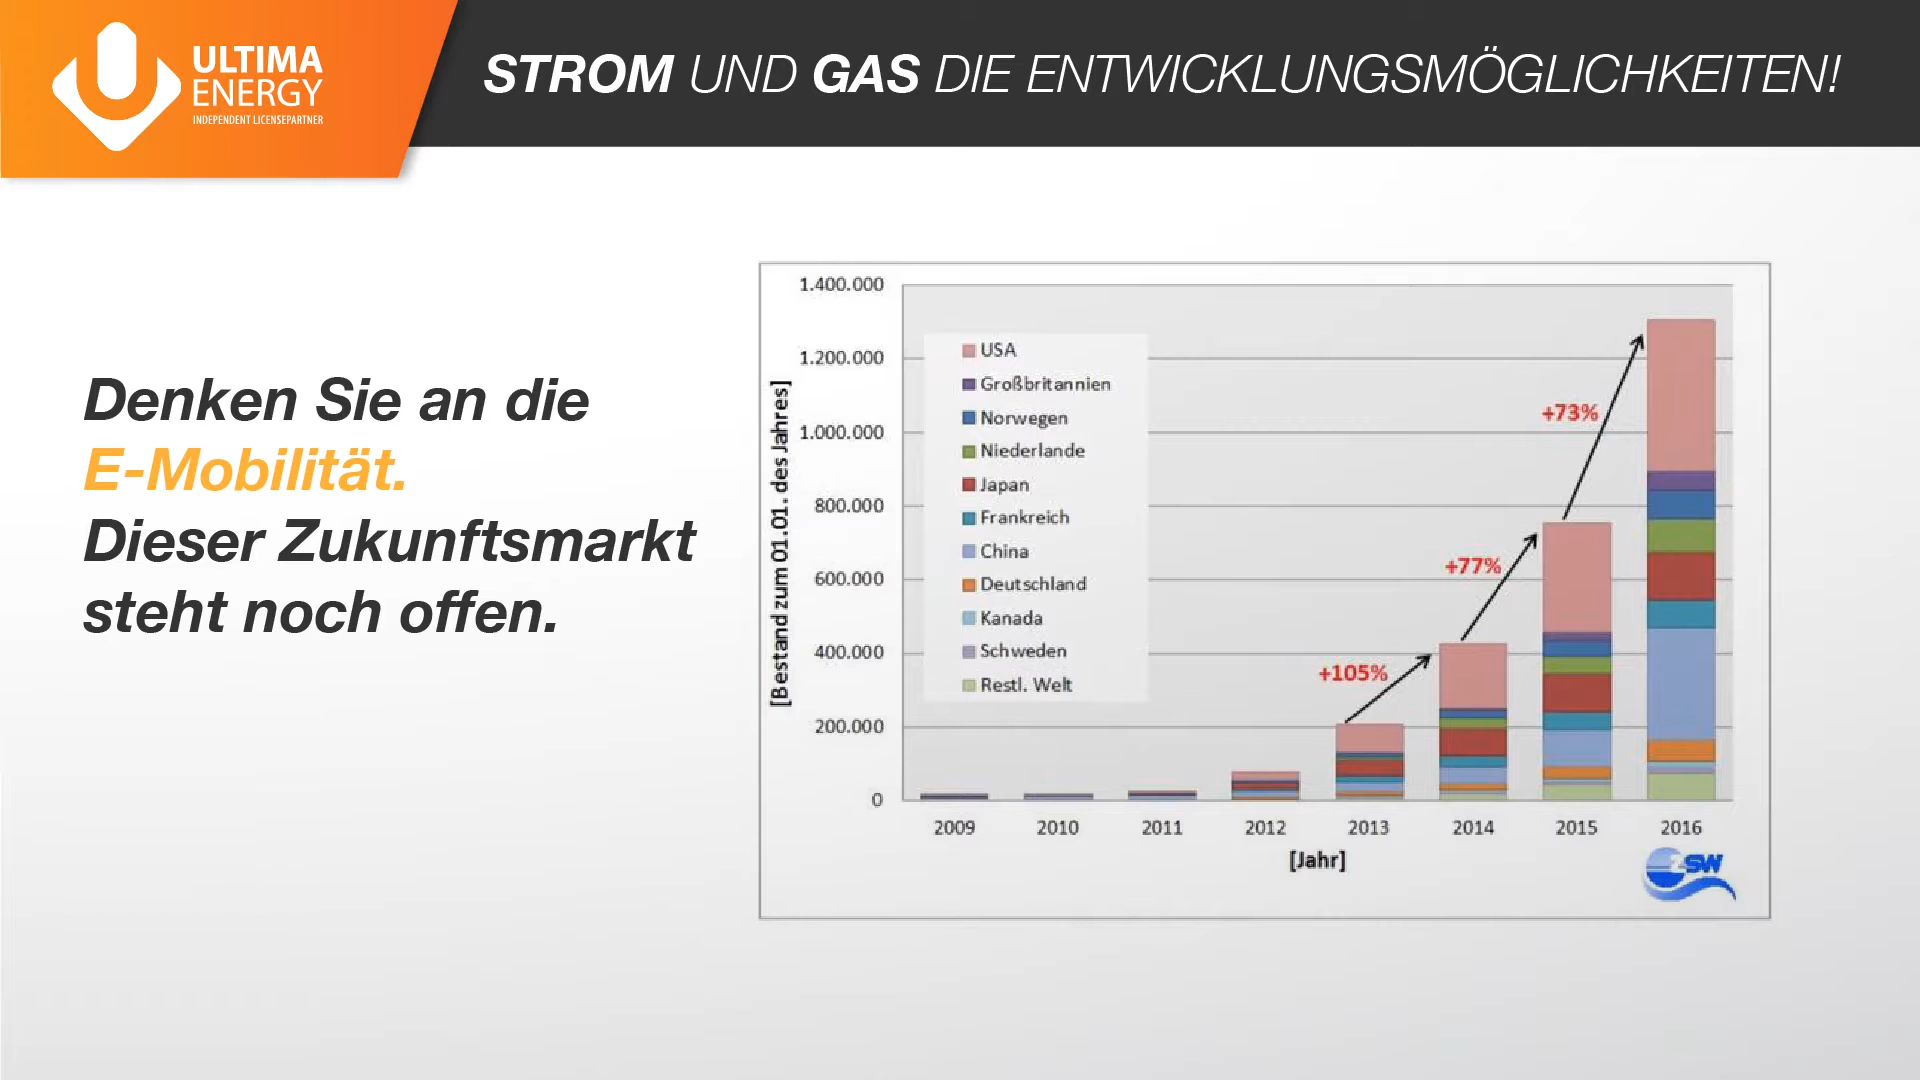 ULTIMA
ENERGY
INDEPENDENT LICENSEPARTNER
STROM UND GAS DIE ENTWICKLUNGSMÖGLICHKEITEN!
Denken Sie an die
E-Mobilität.
Dieser Zukunftsmarkt
steht noch offen.
[Bestand zum 01.01. des Jahres]
1.400.000
1.200.000
1.000.000
800.000
600.000
400.000
200.000
0
USA
Großbritannien
Norwegen
Niederlande
Japan
Frankreich
China
Deutschland
Kanada
Schweden
Restl. Welt
+105%
+77%
+73%
2009 2010 2011 2012 2013 2014 2015 2016
[Jahr]
ZSW